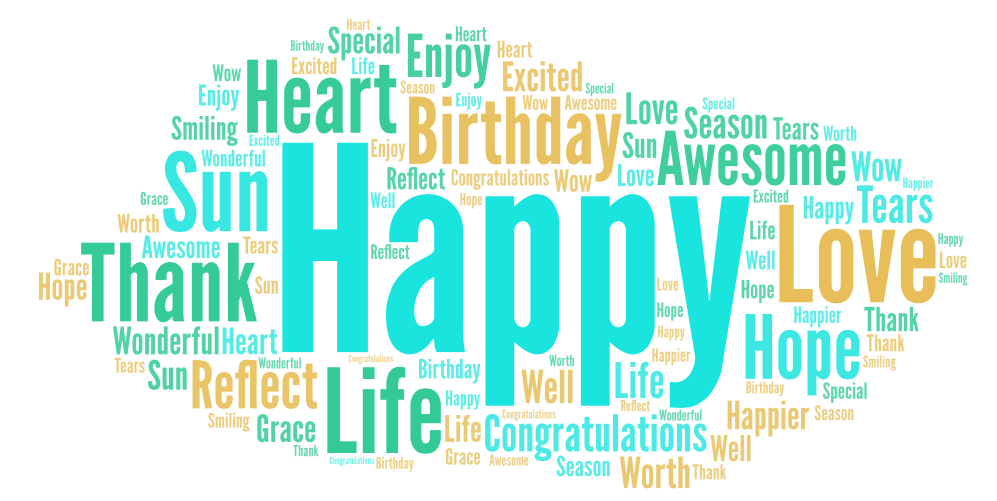 Heart
Birthday
Special
Enjoy
Heart
Heart
Wow
Excited
Life
Excited
Special
Enjoy
Heart
Season
Enjoy
Wow
Awesome
Birthday
Love
Special
Smiling
Season
Tears
Worth
Excited
Enjoy
Sun
Awesome
Wonderful
Sun
Reflect
Congratulations
Wow
Love
Wow
Happier
Happy
Grace
Well
Hope
Excited
Happy
Tears
Worth
Life
Love
Awesome
Tears
Reflect
Happy
Thank
Well
Love
Grace
Hope
Sun
Love
Hope
Smiling
Hope
Happier
Thank
Wonderful
Heart
Happy
Hope
Thank
Tears
Wonderful
Congratulations
Worth
Happier
Smiling
Sun
Reflect
Birthday
Well
Life
Birthday
Special
Life
Happy
Reflect
Smiling
Congratulations
Wonderful
Happier
Season
Grace
Life
Congratulations
Thank
Well
Congratulations
Birthday
Grace
Awesome
Season
Worth
Thank